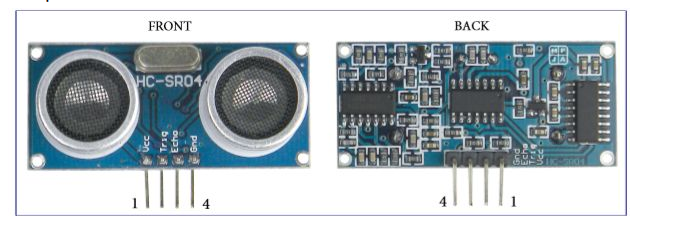 FRONT
BACK
HC-SR04
Vcc
Trig
Echo
Gnd
1
4
Gnd
Echo
Trig
Vcc
HC-SR04
4
1